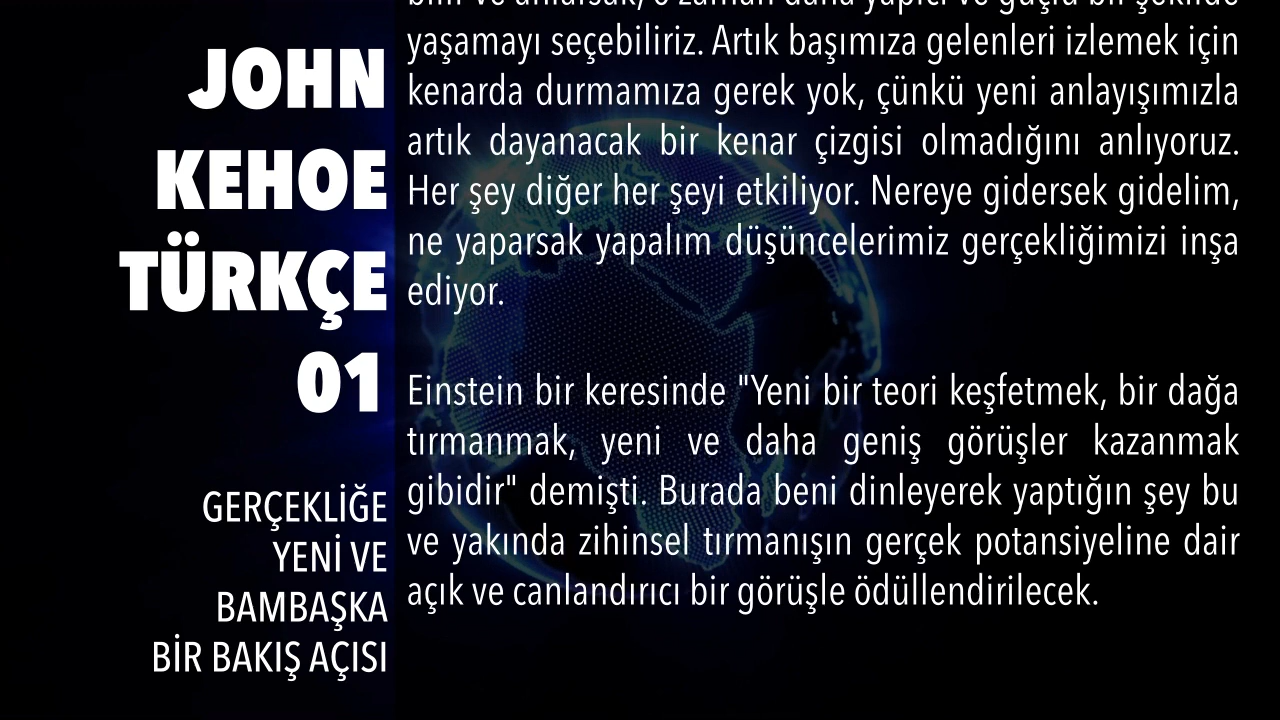 JOHN
KEHOE
TÜRKÇE
01
GERÇEKLİĞE
YENİ VE
BAMBAŞKA
BİR BAKIŞ AÇISI
yaşamayı seçebiliriz. Artık başımıza gelenleri izlemek için
kenarda durmamıza gerek yok, çünkü yeni anlayışımızla
artık dayanacak bir kenar çizgisi olmadığını anlıyoruz.
Her şey diğer her şeyi etkiliyor. Nereye gidersek gidelim,
ne yaparsak yapalım düşüncelerimiz gerçekliğimizi inşa
ediyor.
Einstein bir keresinde "Yeni bir teori keşfetmek, bir dağa
tırmanmak, yeni ve daha geniş görüşler kazanmak
gibidir" demişti. Burada beni dinleyerek yaptığın şey bu
ve yakında zihinsel tırmanışın gerçek potansiyeline dair
açık ve canlandırıcı bir görüşle ödüllendirilecek.